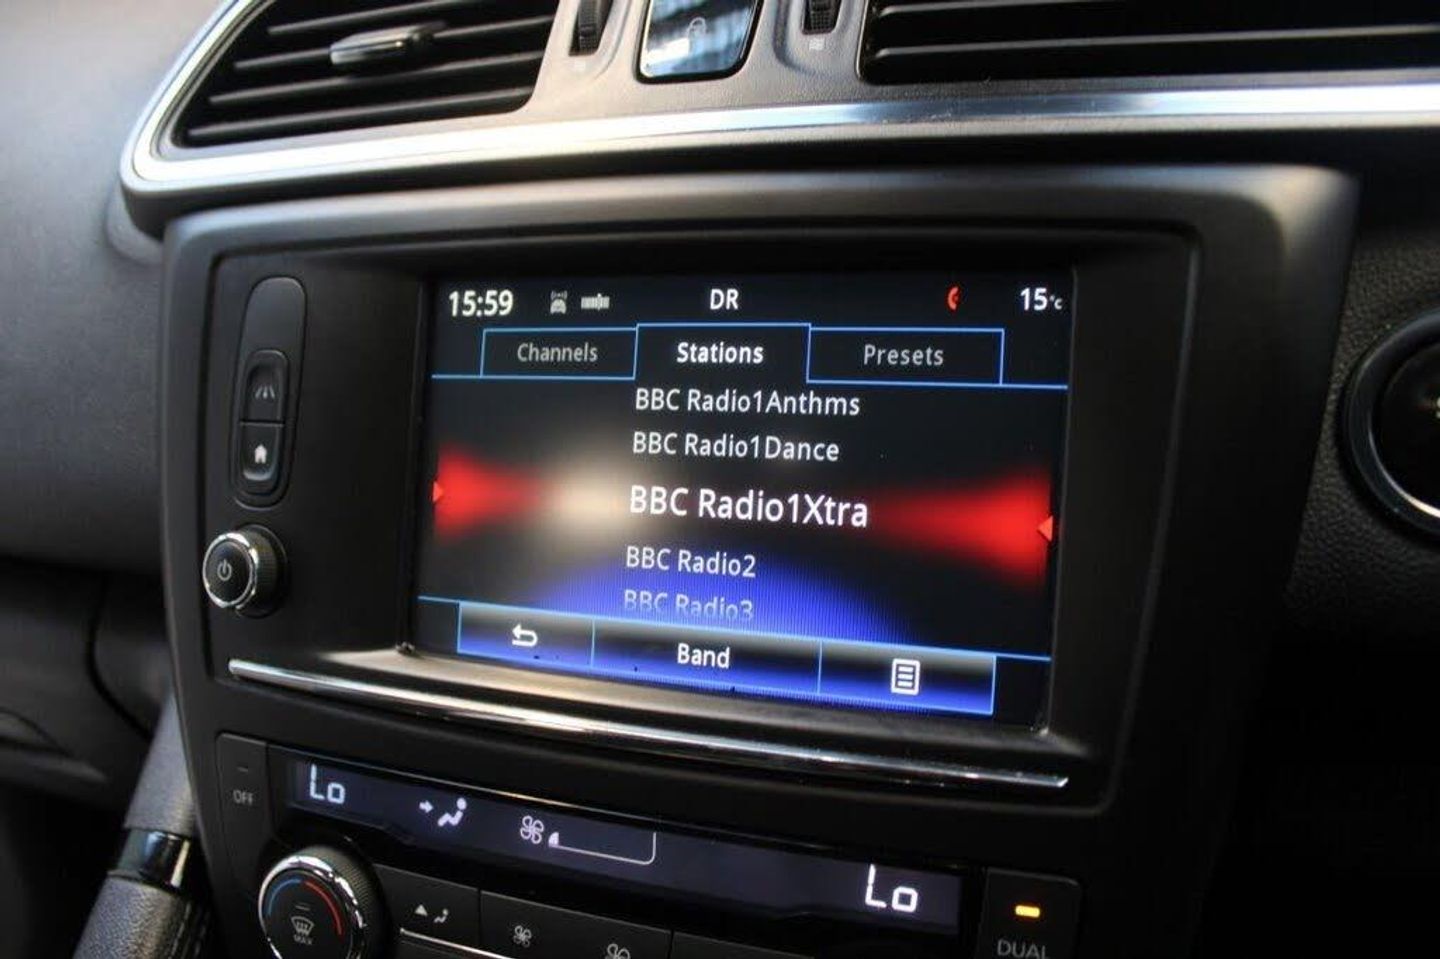 15:59 DR 15°c
Channels Stations Presets
BBC Radio1Anthms
BBC Radio1Dance
BBC Radio1Xtra
BBC Radio2
BBC Radio3
Band
Lo
OFF
Lo
MAX
DUAL